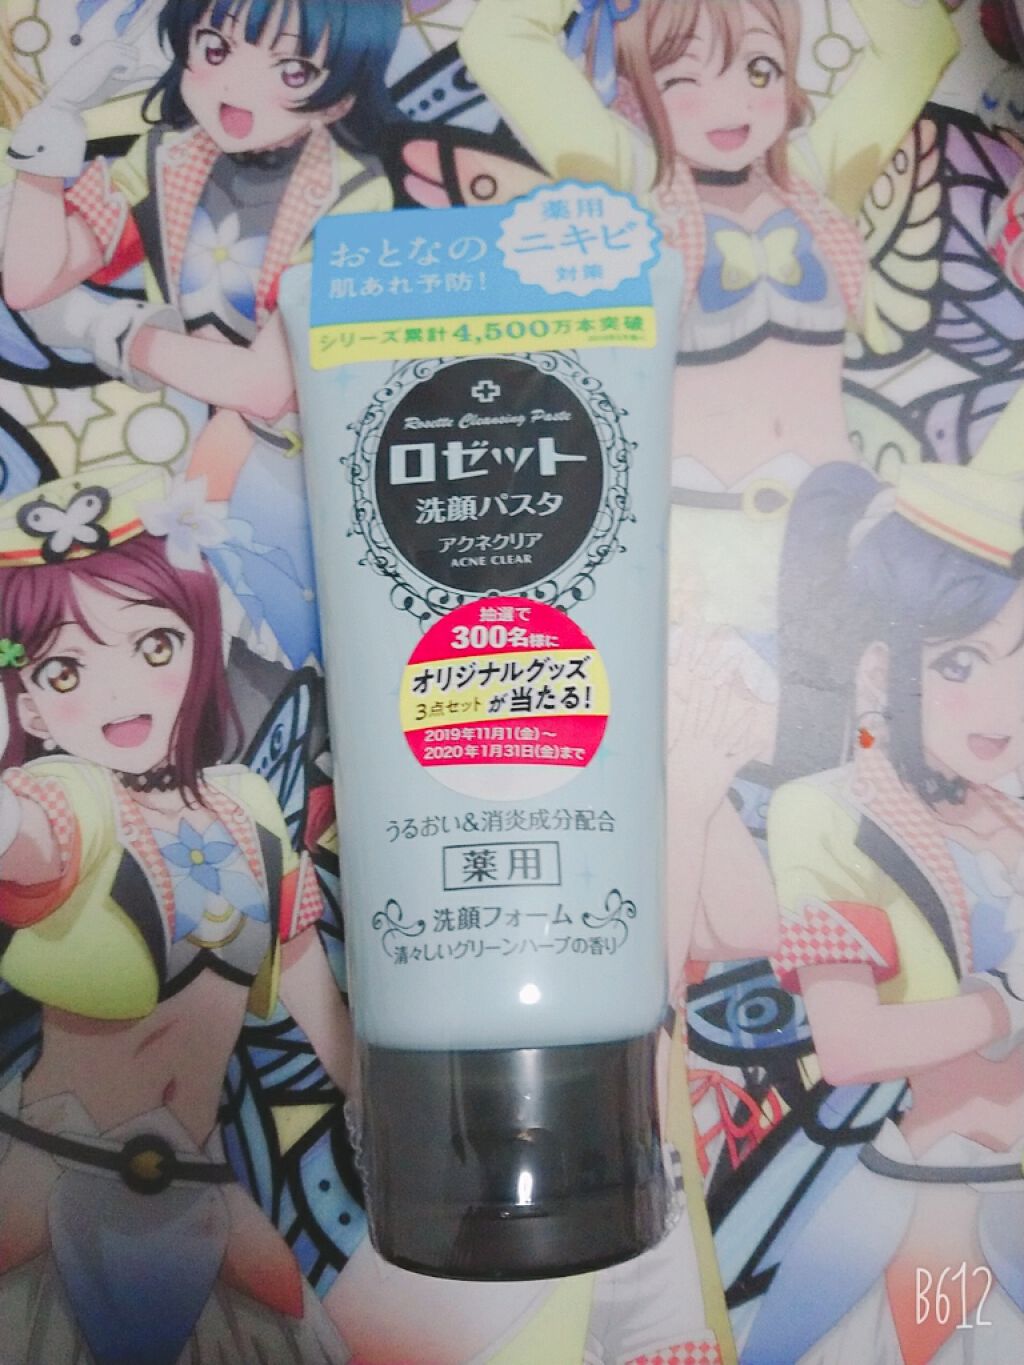 薬用
ニキビ
対策
おとなの
肌あれ予防!
シリーズ累計4,500万本突破
Rosette Cleansing Paste
ロゼット
洗顔パスタ
アクネクリア
ACNE CLEAR
抽選で
300名様に
オリジナルグッズ
3点セットが当たる!
2019年11月1(金)~
2020年1月31日(金)まで
うるおい&消炎成分配合
薬用
洗顔フォーム
清々しいグリーンハーブの香り
B612